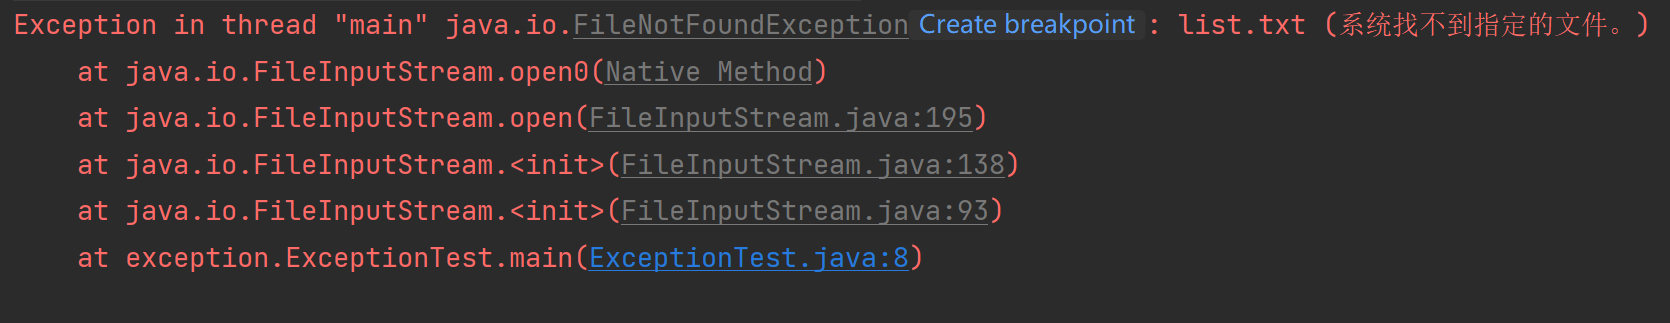 Exception in thread "main" java.io.FileNotFoundException Create breakpoint : list.txt (系统找不到指定的文件。)
    at java.io.FileInputStream.open0(Native Method)
    at java.io.FileInputStream.open(FileInputStream.java:195)
    at java.io.FileInputStream.<init>(FileInputStream.java:138)
    at java.io.FileInputStream.<init>(FileInputStream.java:93)
    at exception.ExceptionTest.main(ExceptionTest.java:8)